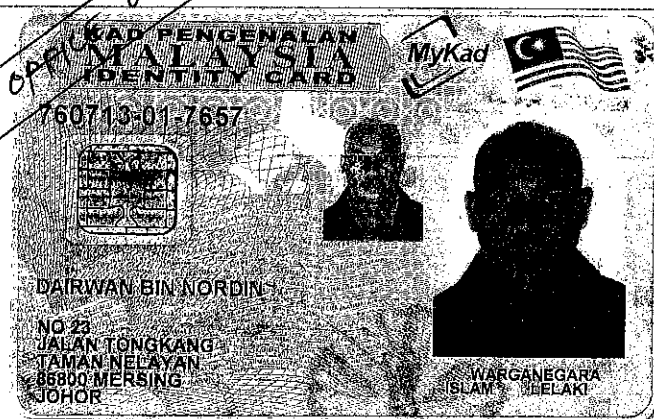 KAD PENGENALAN
MALAYSIA
IDENTITY CARD
MyKad
760713-01-7657
DAIRWAN BIN NORDIN
NO 23
JALAN TONGKANG
TAMAN NELAYAN
86800 MERSING
JOHOR
WARGANEGARA
ISLAM LELAKI